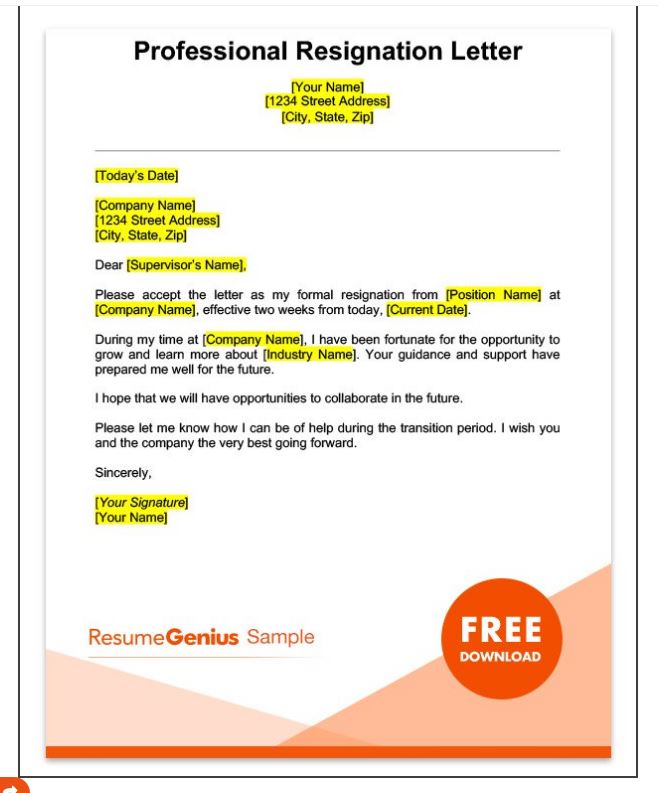 Professional Resignation Letter
[Your Name]
[1234 Street Address]
[City, State, Zip]
[Today's Date]
[Company Name]
[1234 Street Address]
[City, State, Zip]
Dear [Supervisor's Name],
Please accept the letter as my formal resignation from [Position Name] at
[Company Name], effective two weeks from today, [Current Date].
During my time at [Company Name], I have been fortunate for the opportunity to
grow and learn more about [Industry Name]. Your guidance and support have
prepared me well for the future.
I hope that we will have opportunities to collaborate in the future.
Please let me know how I can be of help during the transition period. I wish you
and the company the very best going forward.
Sincerely,
[Your Signature]
[Your Name]
ResumeGenius Sample
FREE
DOWNLOAD